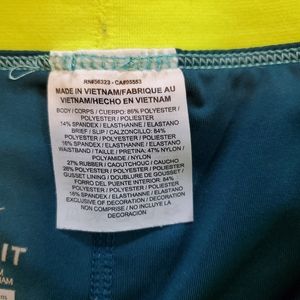 RN#56323 - CA#05553
MADE IN VIETNAM/FABRIQUE AU
VIETNAM/HECHO EN VIETNAM
BODY / CORPS / CUERPO: 86% POLYESTER
/ POLYESTER / POLIESTER
14% SPANDEX / ELASTHANNE / ELASTANO
BRIEF / SLIP / CALZONCILLO: 84%
POLYESTER / POLYESTER / POLIESTER
16% SPANDEX / ELASTHANNE / ELASTANO
WAISTBAND / TAILLE / PRETINA: 47% NYLON
/ POLYAMIDE / NYLON
27% RUBBER / CAOUTCHOUC / CAUCHO
26% POLYESTER / POLYESTER / POLIESTER
GUSSET LINING / DOUBLURE DE GOUSSET /
FORRO DEL PUENTE INTERIOR: 84%
POLYESTER / POLYESTER / POLIESTER
16% SPANDEX / ELASTHANNE / ELASTANO
EXCLUSIVE OF DECORATION / DECORATION
NON COMPRISE / NO INCLUYE LA
DECORACION
IT